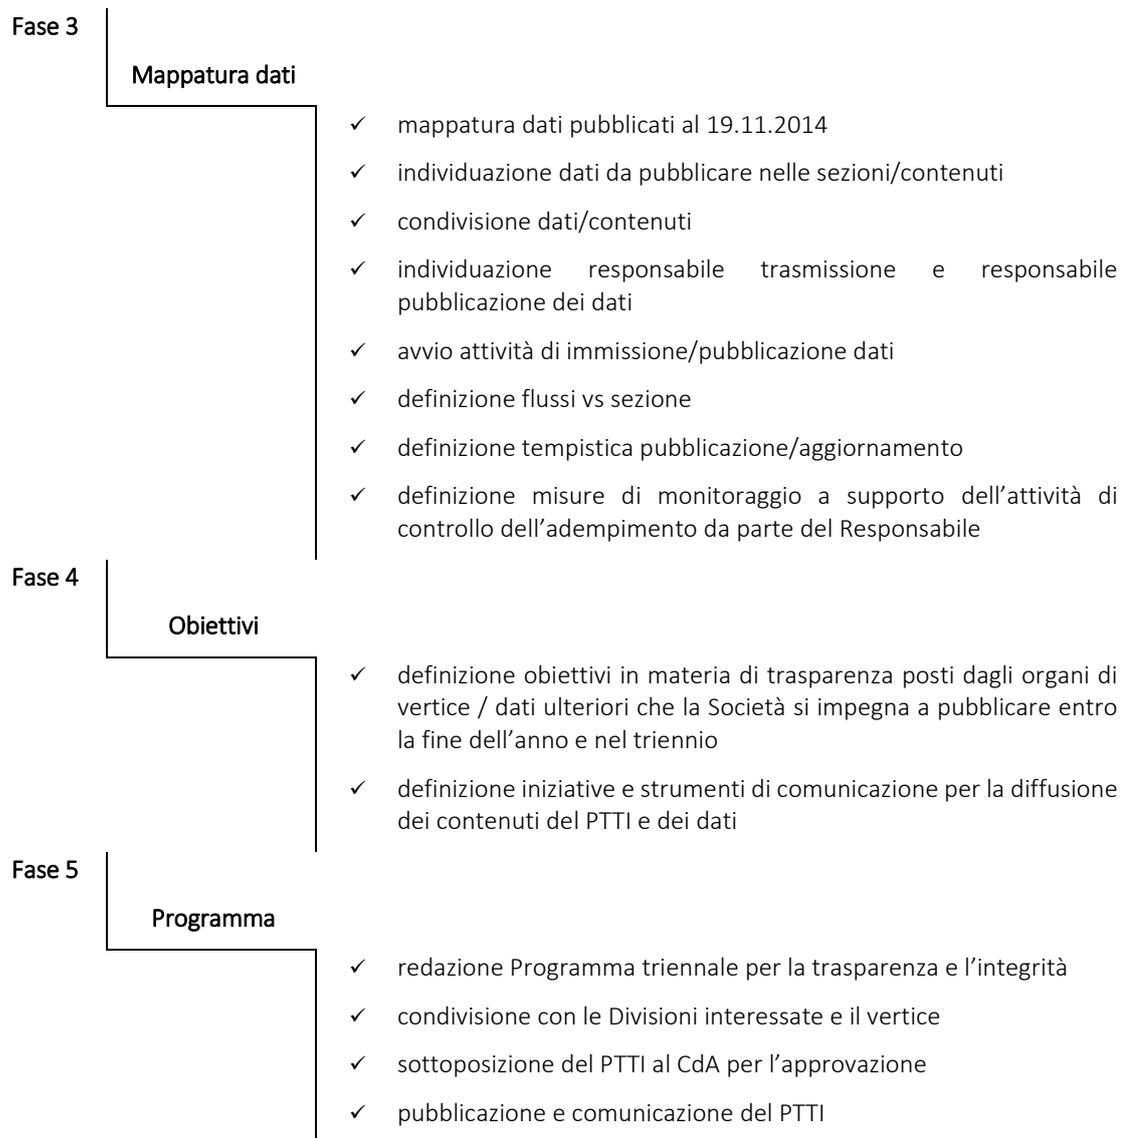 Fase 3
Mappatura dati
✓ mappatura dati pubblicati al 19.11.2014
✓ individuazione dati da pubblicare nelle sezioni/contenuti
✓ condivisione dati/contenuti
✓ individuazione responsabile trasmissione e responsabile
pubblicazione dei dati
✓ avvio attività di immissione/pubblicazione dati
✓ definizione flussi vs sezione
✓ definizione tempistica pubblicazione/aggiornamento
✓ definizione misure di monitoraggio a supporto dell’attività di
controllo dell’adempimento da parte del Responsabile
Fase 4
Obiettivi
✓ definizione obiettivi in materia di trasparenza posti dagli organi di
vertice / dati ulteriori che la Società si impegna a pubblicare entro
la fine dell’anno e nel triennio
✓ definizione iniziative e strumenti di comunicazione per la diffusione
dei contenuti del PTTI e dei dati
Fase 5
Programma
✓ redazione Programma triennale per la trasparenza e l’integrità
✓ condivisione con le Divisioni interessate e il vertice
✓ sottoposizione del PTTI al CdA per l’approvazione
✓ pubblicazione e comunicazione del PTTI